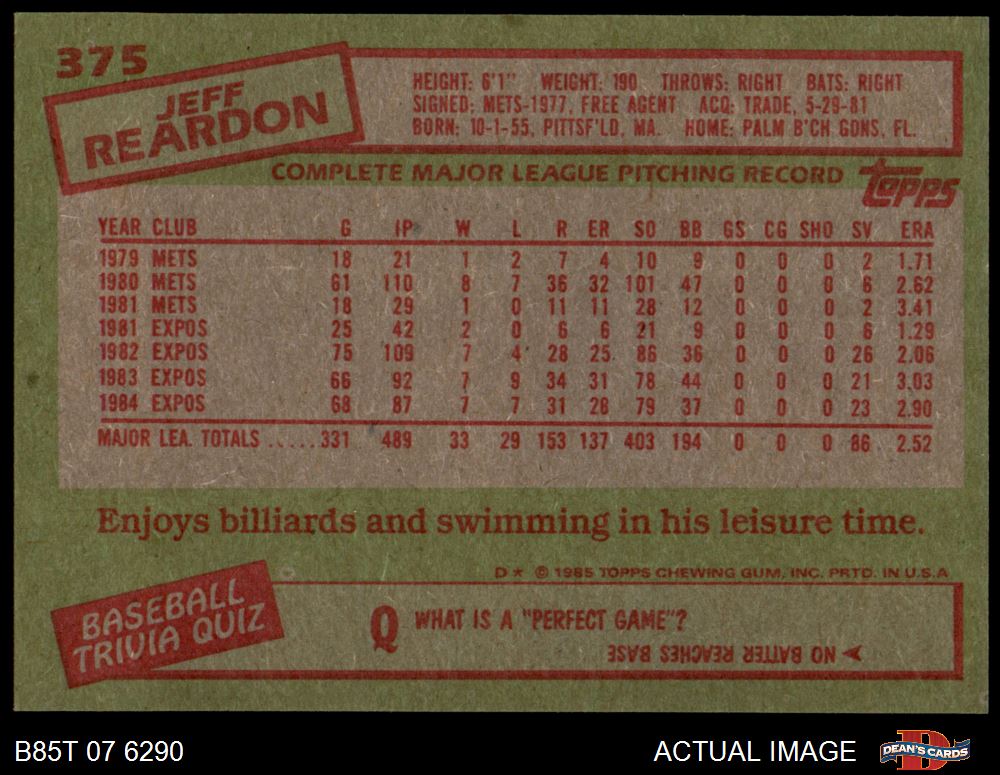 375
JEFF
REARDON
HEIGHT: 6'1" WEIGHT: 190 THROWS: RIGHT BATS: RIGHT
SIGNED: METS-1977, FREE AGENT ACQ: TRADE, 5-29-81
BORN: 10-1-55, PITTSF'LD, MA. HOME: PALM B'CH GDNS, FL.
COMPLETE MAJOR LEAGUE PITCHING RECORD
topps
YEAR CLUB G IP W L R ER SO BB GS CG SHO SV ERA
1979 METS 18 21 1 2 7 4 10 9 0 0 0 2 1.71
1980 METS 61 110 8 7 36 32 101 47 0 0 0 6 2.62
1981 METS 18 29 1 0 11 11 28 12 0 0 0 2 3.41
1981 EXPOS 25 42 2 0 6 6 21 9 0 0 0 6 1.29
1982 EXPOS 75 109 7 4 28 25 86 36 0 0 0 26 2.06
1983 EXPOS 66 92 7 9 34 31 78 44 0 0 0 21 3.03
1984 EXPOS 68 87 7 7 31 28 79 37 0 0 0 23 2.90
MAJOR LEA. TOTALS .....331 489 33 29 153 137 403 194 0 0 0 86 2.52
Enjoys billiards and swimming in his leisure time.
D* © 1985 TOPPS CHEWING GUM, INC. PRTD. IN U.S.A
BASEBALL
TRIVIA QUIZ
Q WHAT IS A "PERFECT GAME"?
➤ NO BATTER REACHES BASE
B85T 07 6290
ACTUAL IMAGE
D
DEAN'S CARDS